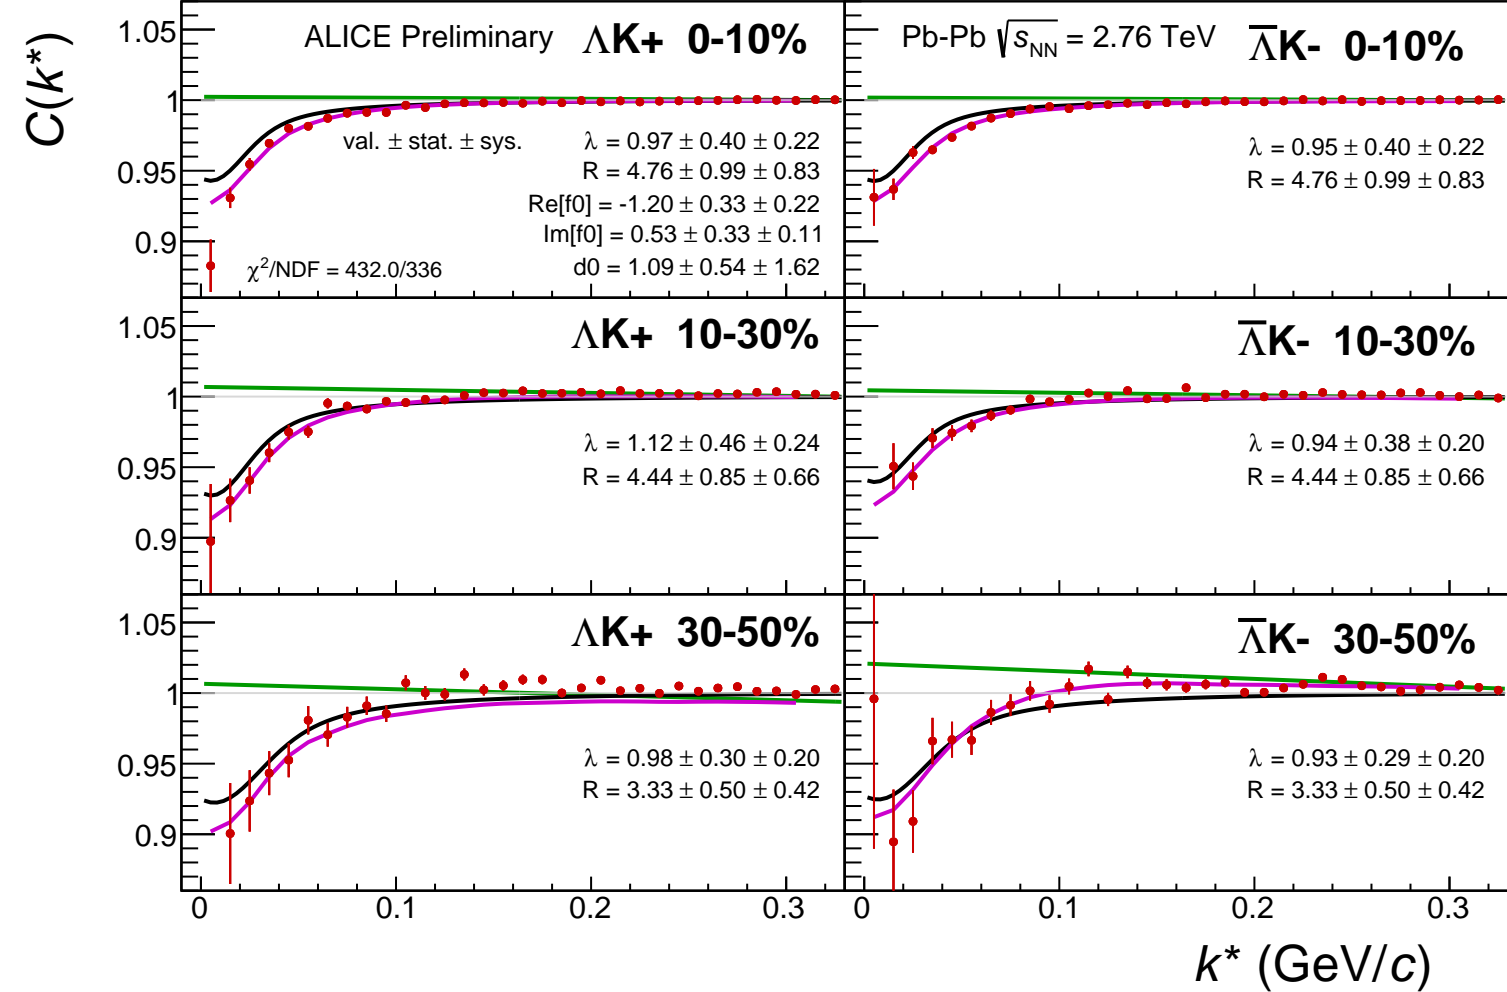 C(k*)
1.05
1
0.95
0.9
ALICE Preliminary ΛK+ 0-10%
val. ± stat. ± sys.
λ = 0.97 ± 0.40 ± 0.22
R = 4.76 ± 0.99 ± 0.83
Re[f0] = -1.20 ± 0.33 ± 0.22
Im[f0] = 0.53 ± 0.33 ± 0.11
χ²/NDF = 432.0/336
d0 = 1.09 ± 0.54 ± 1.62
Pb-Pb √s_NN = 2.76 TeV Λ̅K- 0-10%
λ = 0.95 ± 0.40 ± 0.22
R = 4.76 ± 0.99 ± 0.83
1.05
1
0.95
0.9
ΛK+ 10-30%
λ = 1.12 ± 0.46 ± 0.24
R = 4.44 ± 0.85 ± 0.66
Λ̅K- 10-30%
λ = 0.94 ± 0.38 ± 0.20
R = 4.44 ± 0.85 ± 0.66
1.05
1
0.95
0.9
ΛK+ 30-50%
λ = 0.98 ± 0.30 ± 0.20
R = 3.33 ± 0.50 ± 0.42
Λ̅K- 30-50%
λ = 0.93 ± 0.29 ± 0.20
R = 3.33 ± 0.50 ± 0.42
0 0.1 0.2 0.3 0 0.1 0.2 0.3
k* (GeV/c)